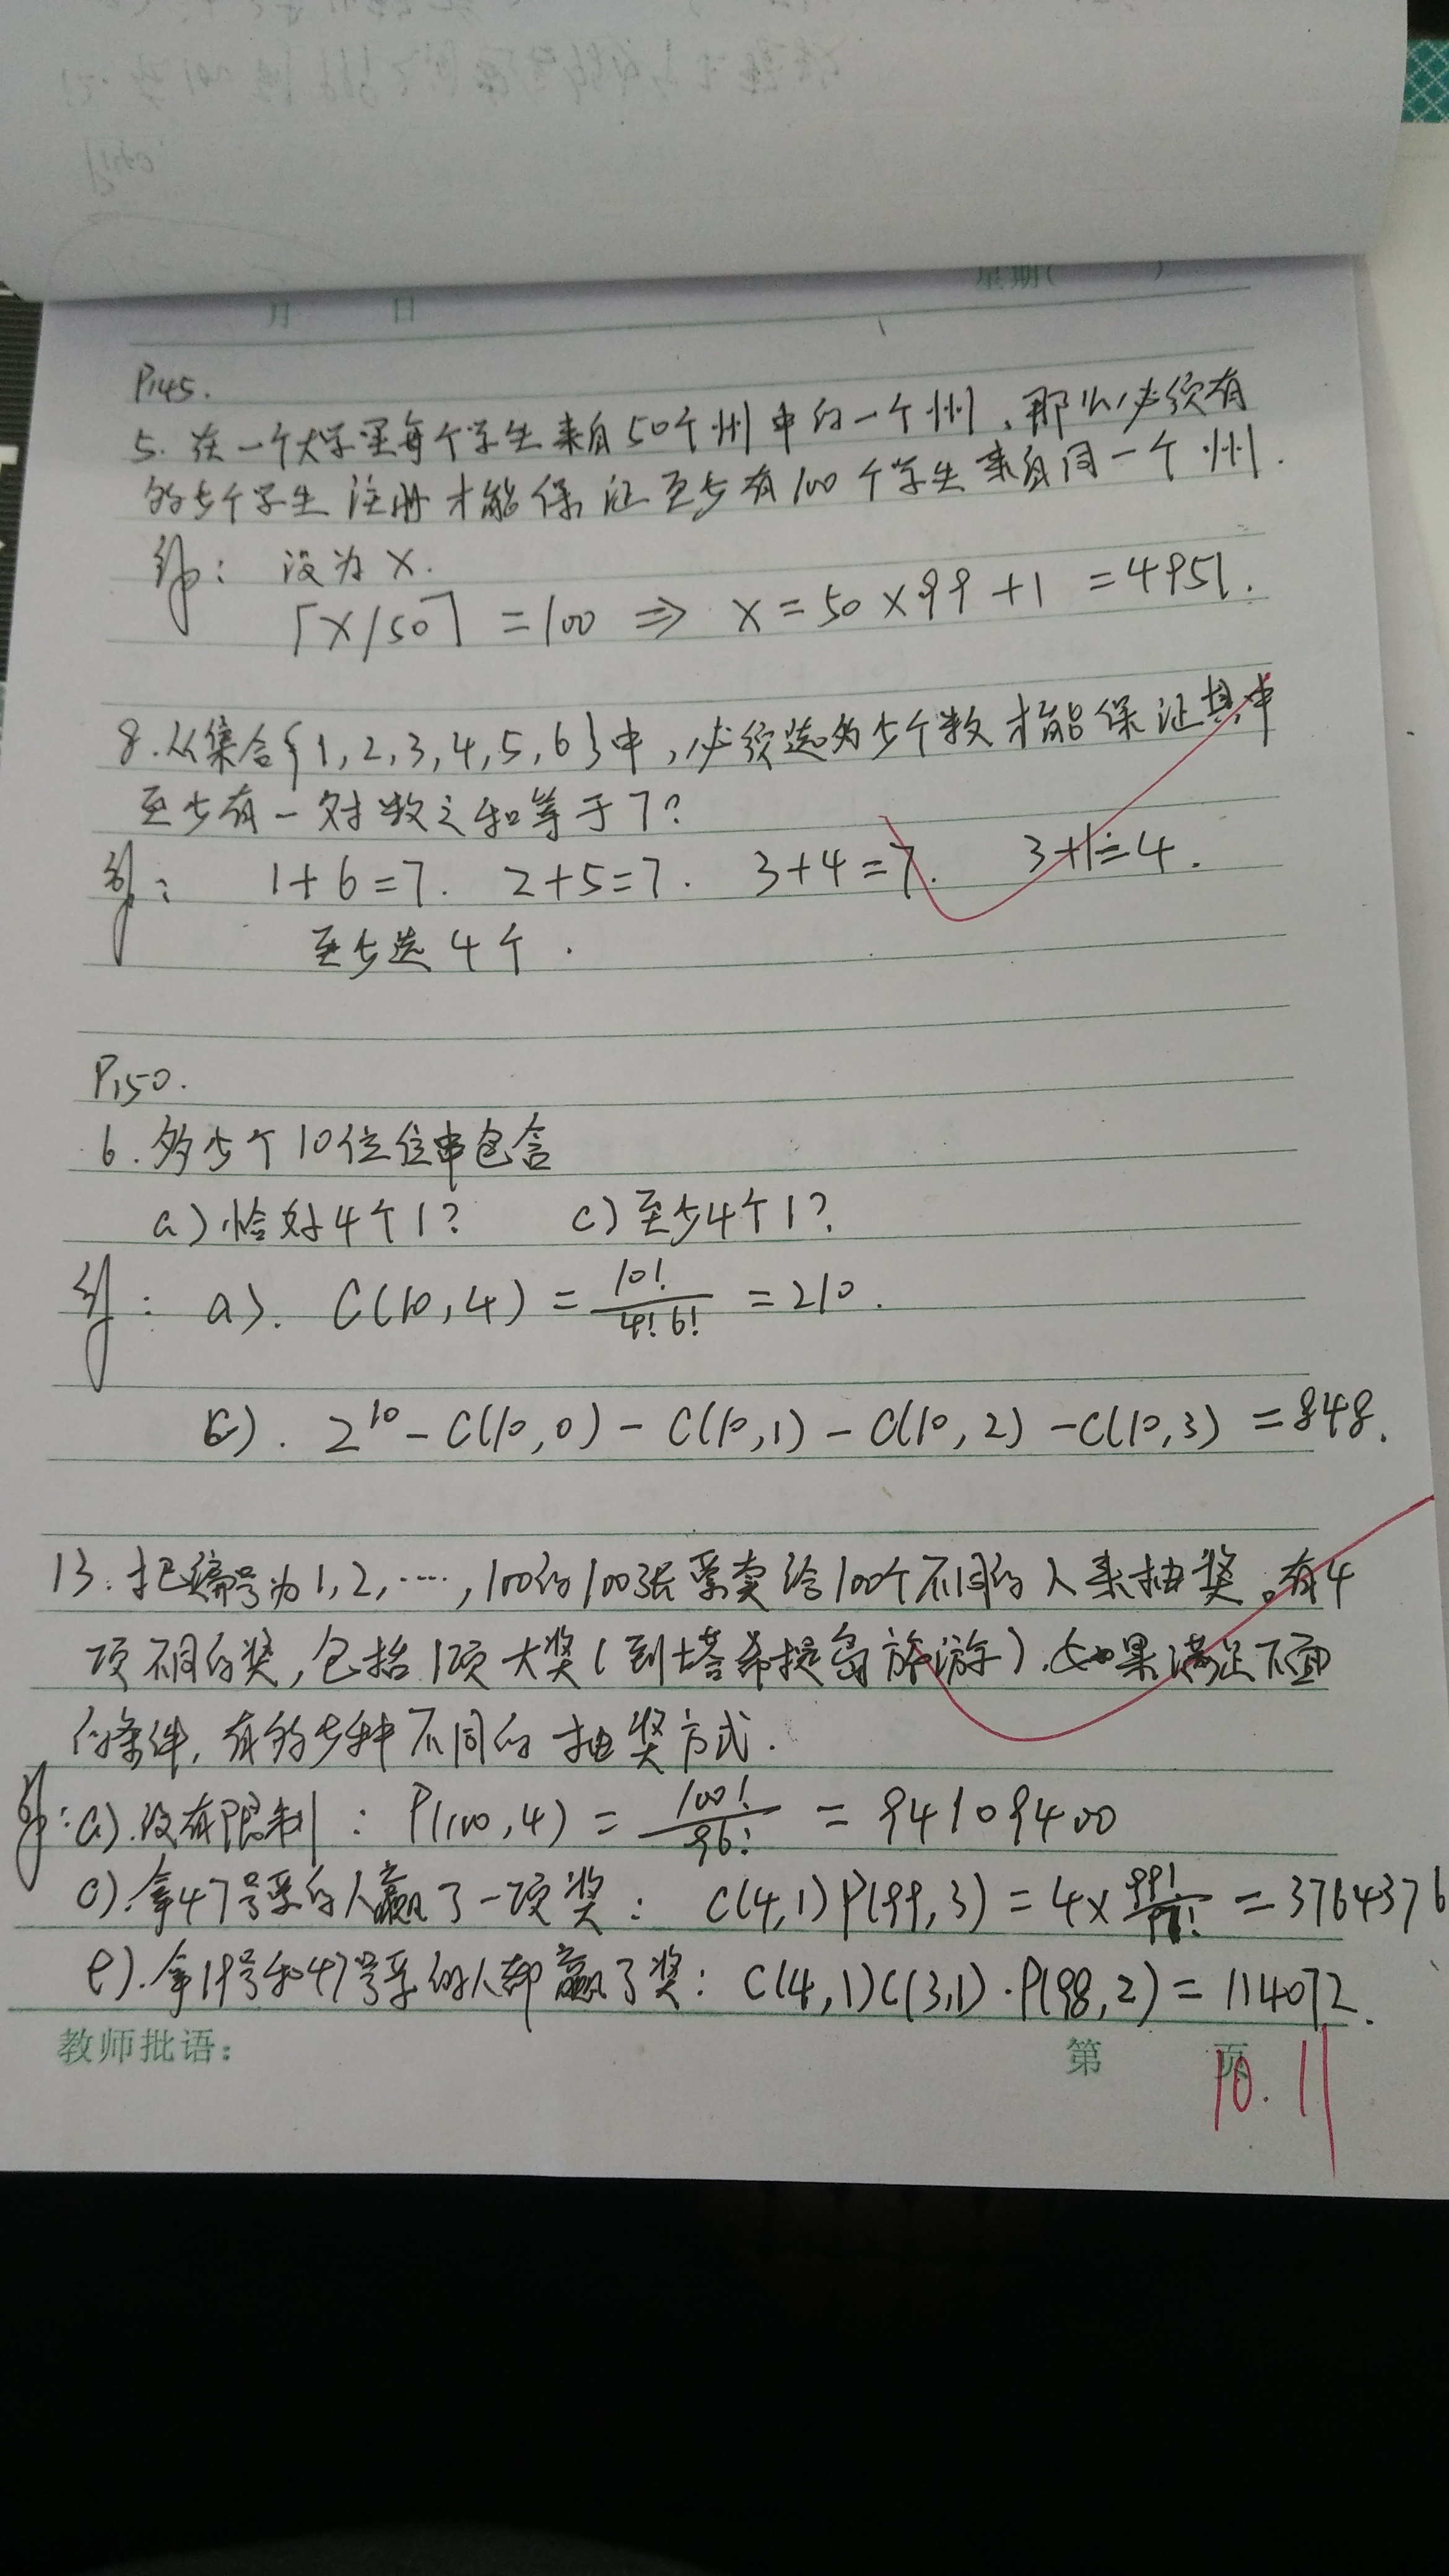 月 日 星期( )
P145.
5. 在一个大学里每个学生来自50个州中的一个州,那么必须有
多少个学生注册才能保证至少有100个学生来自同一个州.
解: 设为X.
⌈X/50⌉ = 100 ⇒ X = 50×99+1 = 4951.
8. 从集合{1,2,3,4,5,6}中,必须选多少个数才能保证其中
至少有一对数之和等于7?
解: 1+6=7. 2+5=7. 3+4=7. 3+1=4.
至少选4个.
P150.
6. 多少个10位位串包含
a) 恰好4个1? c) 至少4个1?
解: a). C(10,4) = 10!/4!6! = 210.
c). 2^10 - C(10,0) - C(10,1) - C(10,2) - C(10,3) = 848.
13. 把编号为1,2,…,100的100张票卖给100个不同的人来抽奖。有4
项不同的奖,包括1项大奖(到塔希提岛旅游).如果满足下面
的条件,有多少种不同的抽奖方式.
解: a). 没有限制: P(100,4) = 100!/96! = 94109400
c). 拿47号票的人赢了一项奖: C(4,1)P(99,3) = 4× = 3764376
e). 拿19号和47号票的人都赢了奖: C(4,1)C(3,1)·P(98,2) = 114072.
教师批语: 第 页
10.11